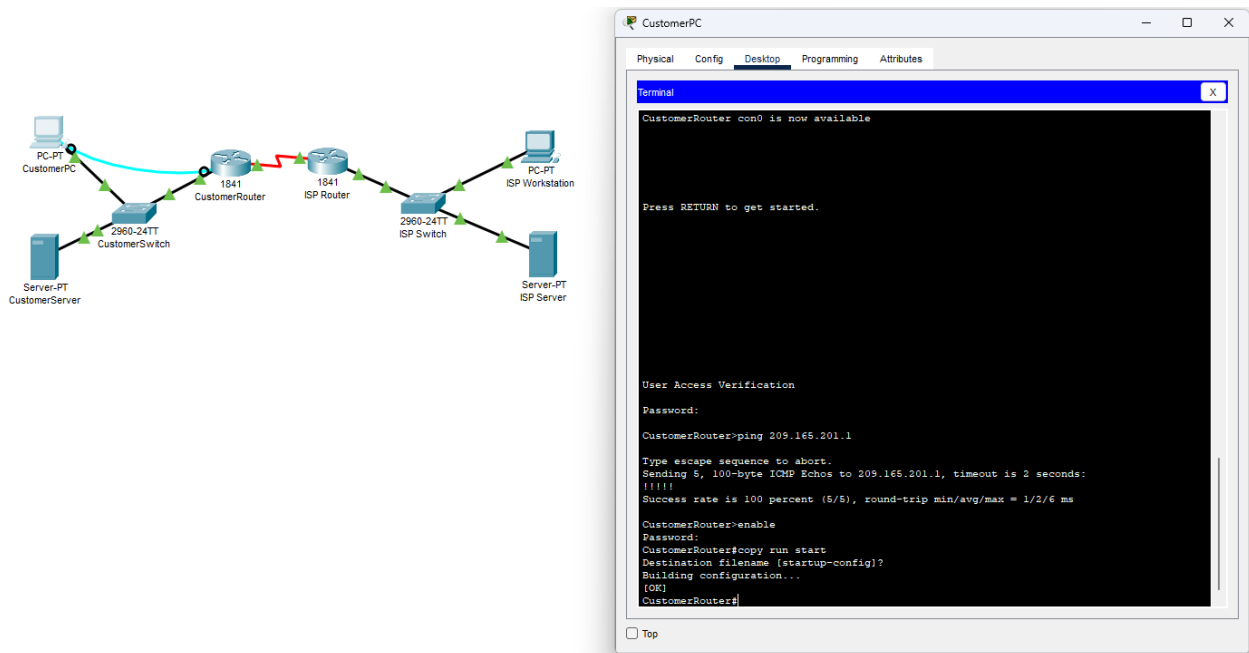 PC-PT
CustomerPC
1841
CustomerRouter
1841
ISP Router
PC-PT
ISP Workstation
2960-24TT
CustomerSwitch
2960-24TT
ISP Switch
Server-PT
CustomerServer
Server-PT
ISP Server
CustomerPC
Physical Config Desktop Programming Attributes
Terminal
X
CustomerRouter con0 is now available
Press RETURN to get started.
User Access Verification
Password:
CustomerRouter>ping 209.165.201.1
Type escape sequence to abort.
Sending 5, 100-byte ICMP Echos to 209.165.201.1, timeout is 2 seconds:
!!!!!
Success rate is 100 percent (5/5), round-trip min/avg/max = 1/2/6 ms
CustomerRouter>enable
Password:
CustomerRouter#copy run start
Destination filename [startup-config]?
Building configuration...
[OK]
CustomerRouter#
Top